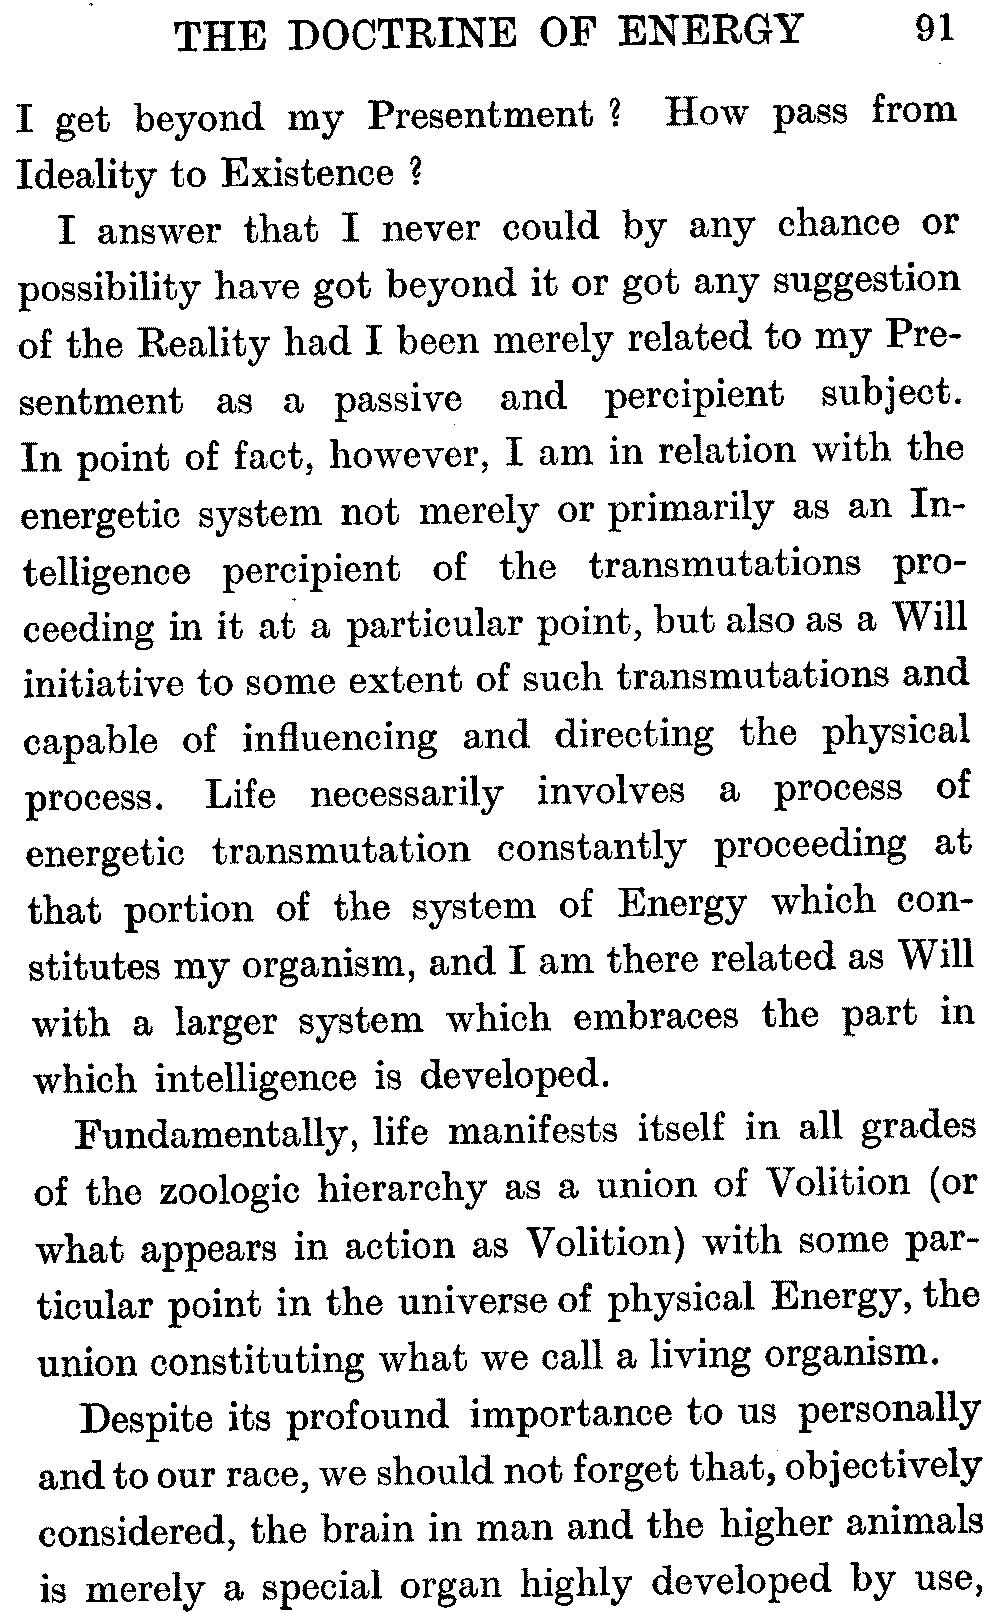 THE DOCTRINE OF ENERGY 91
I get beyond my Presentment ? How pass from
Ideality to Existence ?
I answer that I never could by any chance or
possibility have got beyond it or got any suggestion
of the Reality had I been merely related to my Pre-
sentment as a passive and percipient subject.
In point of fact, however, I am in relation with the
energetic system not merely or primarily as an In-
telligence percipient of the transmutations pro-
ceeding in it at a particular point, but also as a Will
initiative to some extent of such transmutations and
capable of influencing and directing the physical
process. Life necessarily involves a process of
energetic transmutation constantly proceeding at
that portion of the system of Energy which con-
stitutes my organism, and I am there related as Will
with a larger system which embraces the part in
which intelligence is developed.
Fundamentally, life manifests itself in all grades
of the zoologic hierarchy as a union of Volition (or
what appears in action as Volition) with some par-
ticular point in the universe of physical Energy, the
union constituting what we call a living organism.
Despite its profound importance to us personally
and to our race, we should not forget that, objectively
considered, the brain in man and the higher animals
is merely a special organ highly developed by use,